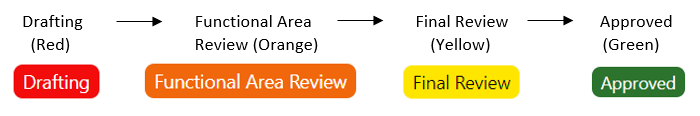 Drafting
(Red)
Functional Area
Review (Orange)
Final Review
(Yellow)
Approved
(Green)
Drafting
Functional Area Review
Final Review
Approved